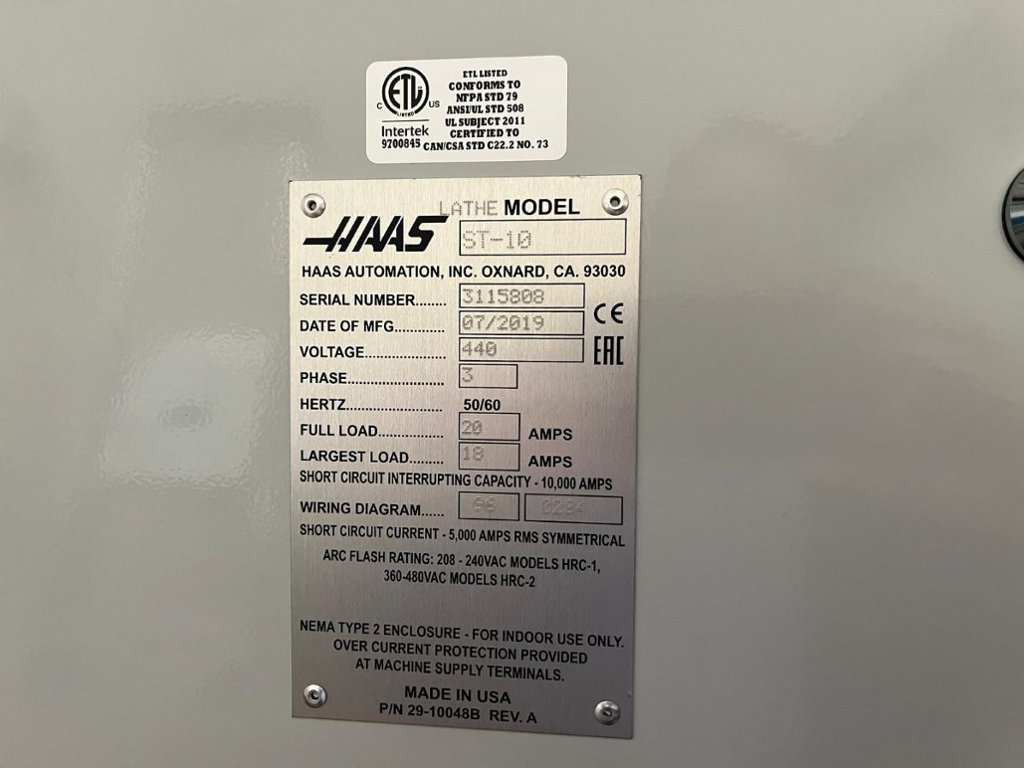 ETL LISTED
CONFORMS TO
NFPA STD 79
ANSI/UL STD 508
UL SUBJECT 2011
CERTIFIED TO
CAN/CSA STD C22.2 NO. 73
C ETL US
LISTED
Intertek
9700845
LATHE MODEL
HAAS ST-10
HAAS AUTOMATION, INC. OXNARD, CA. 93030
SERIAL NUMBER........ 3115808
DATE OF MFG............ 07/2019
CE
VOLTAGE.................... 440
EAC
PHASE........................ 3
HERTZ........................ 50/60
FULL LOAD................ 20 AMPS
LARGEST LOAD......... 18 AMPS
SHORT CIRCUIT INTERRUPTING CAPACITY - 10,000 AMPS
WIRING DIAGRAM...... 96
SHORT CIRCUIT CURRENT - 5,000 AMPS RMS SYMMETRICAL
ARC FLASH RATING: 208 - 240VAC MODELS HRC-1,
360-480VAC MODELS HRC-2
NEMA TYPE 2 ENCLOSURE - FOR INDOOR USE ONLY.
OVER CURRENT PROTECTION PROVIDED
AT MACHINE SUPPLY TERMINALS.
MADE IN USA
P/N 29-10048B REV. A